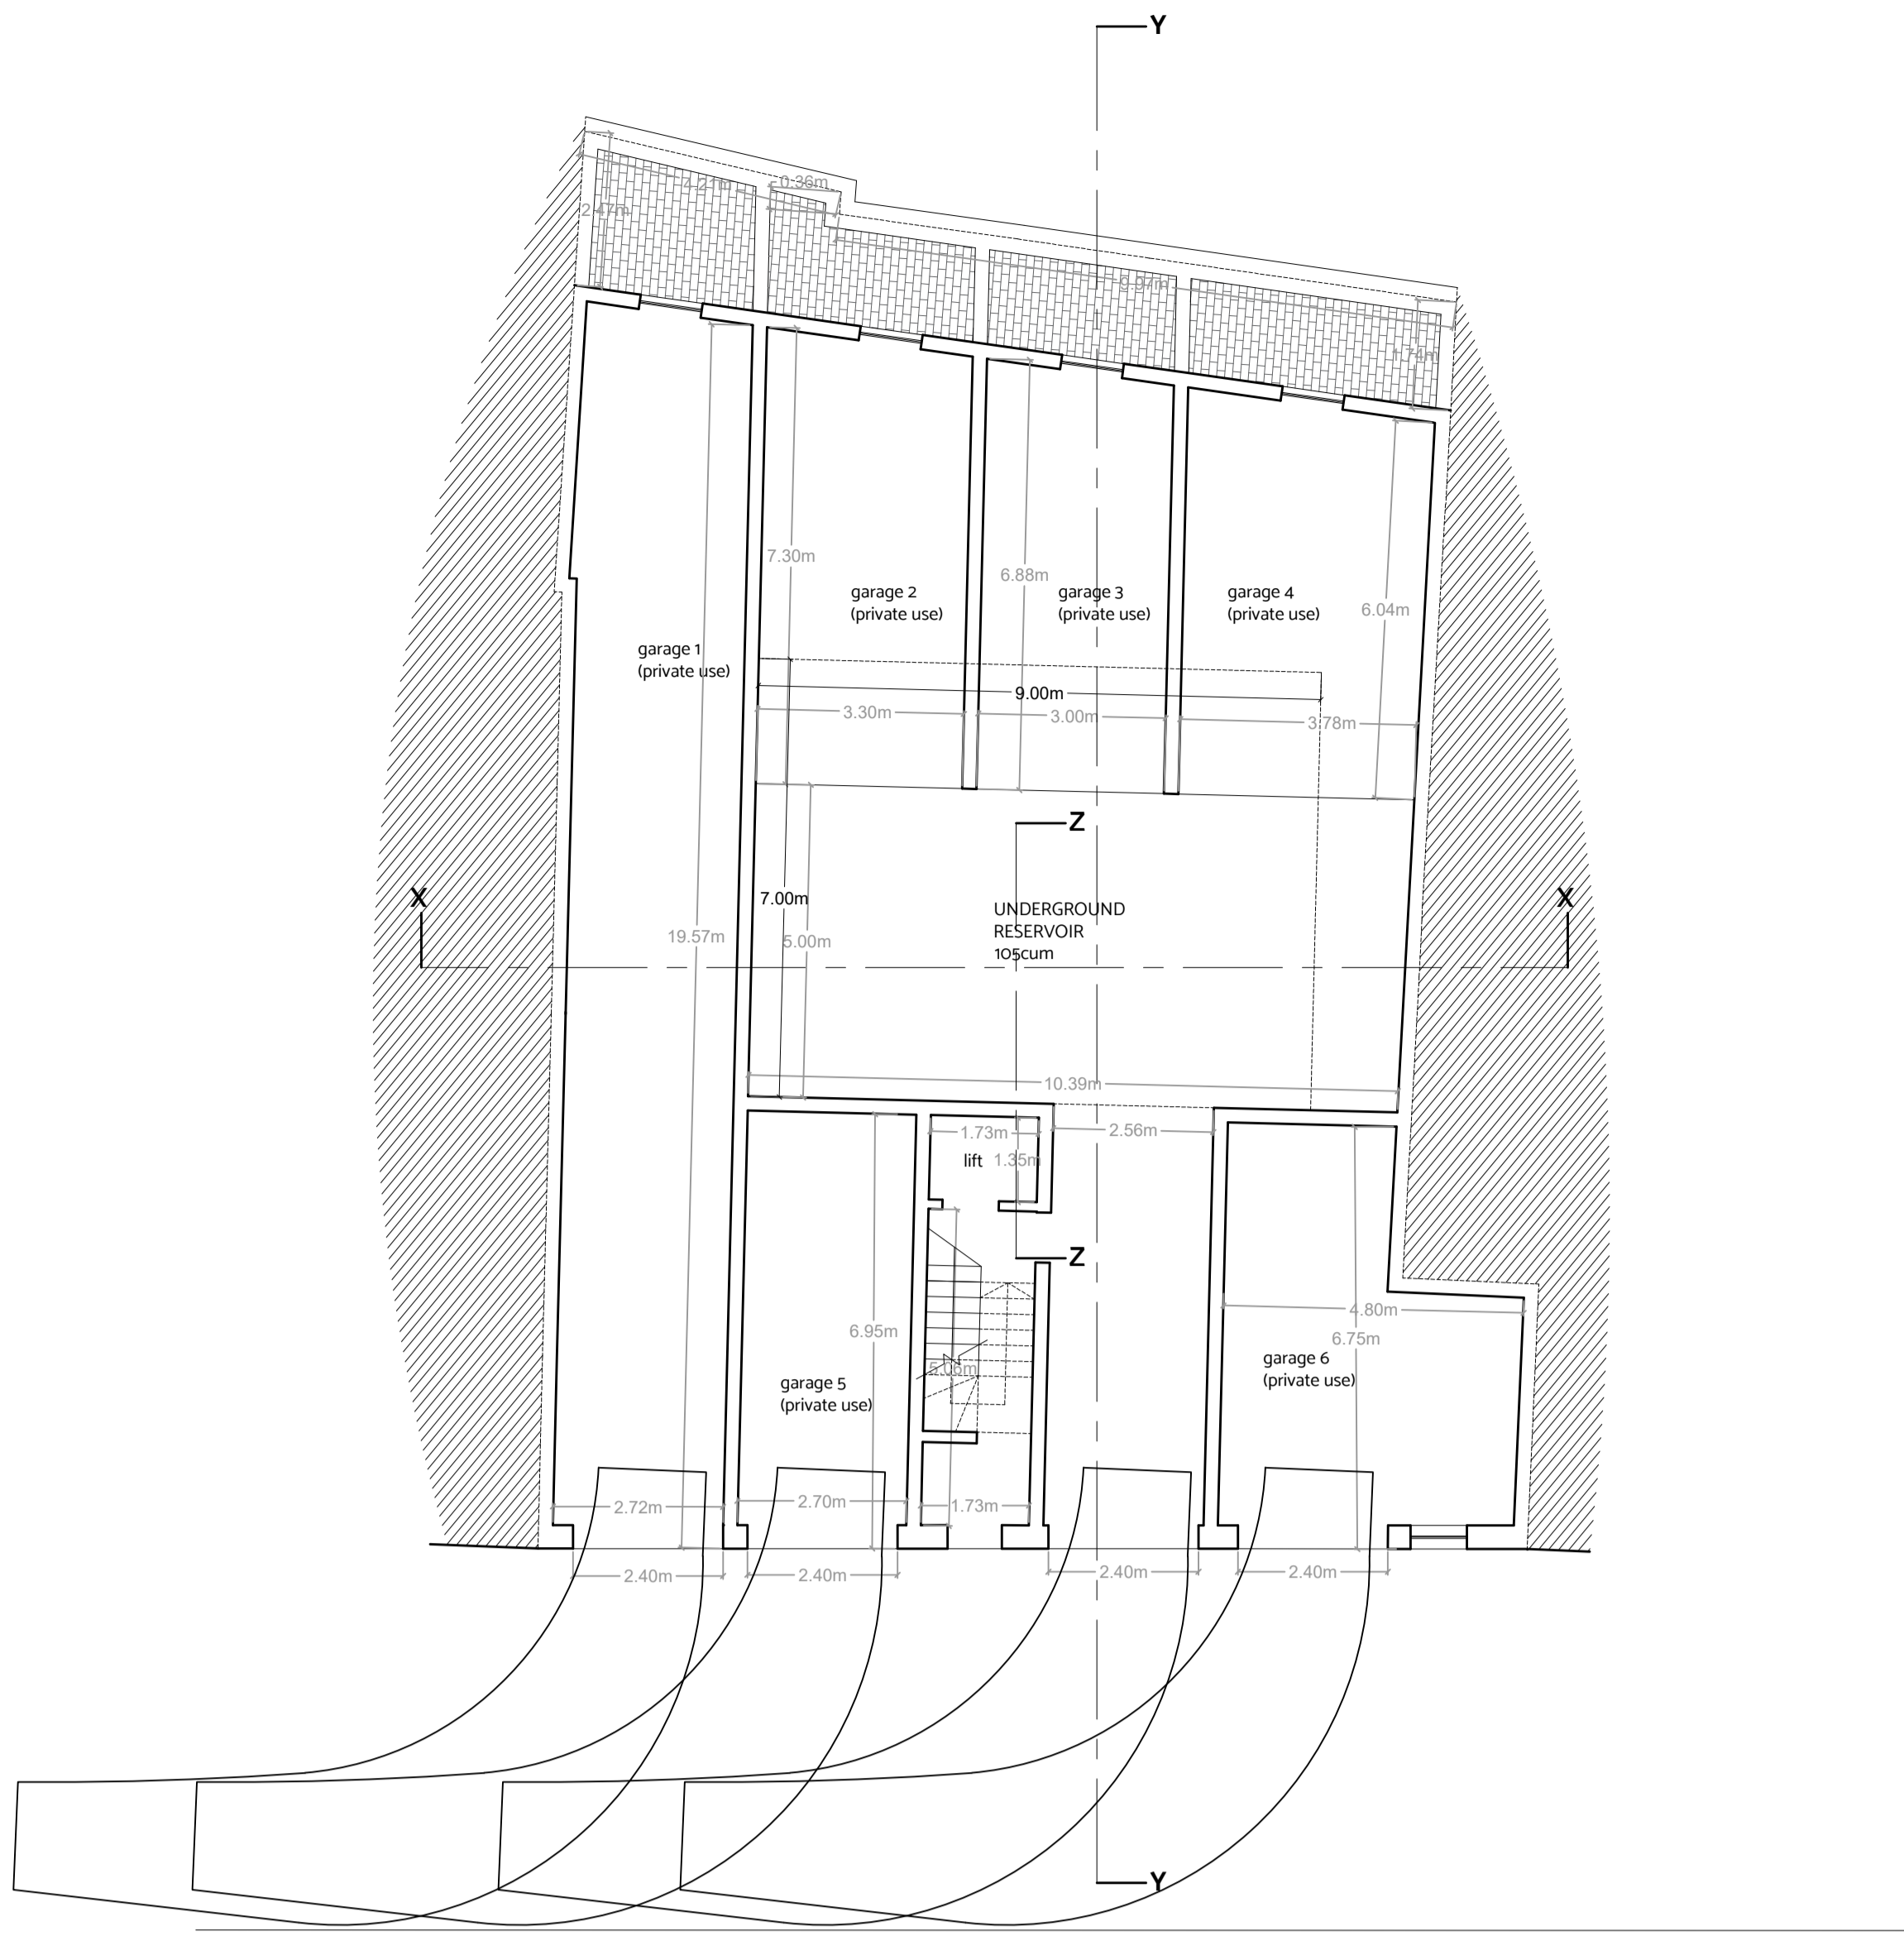 Y
0.36m
4.21m
2.47m
9.97m
1.74m
7.30m
6.88m
garage 2
(private use)
garage 3
(private use)
garage 4
(private use)
6.04m
garage 1
(private use)
9.00m
3.30m
3.00m
3.78m
Z
X
X
7.00m
UNDERGROUND
RESERVOIR
105cum
19.57m
5.00m
10.39m
1.73m
2.56m
lift
1.35m
Z
4.80m
6.95m
6.75m
garage 6
(private use)
5.06m
garage 5
(private use)
2.72m
2.70m
1.73m
2.40m
2.40m
2.40m
2.40m
Y